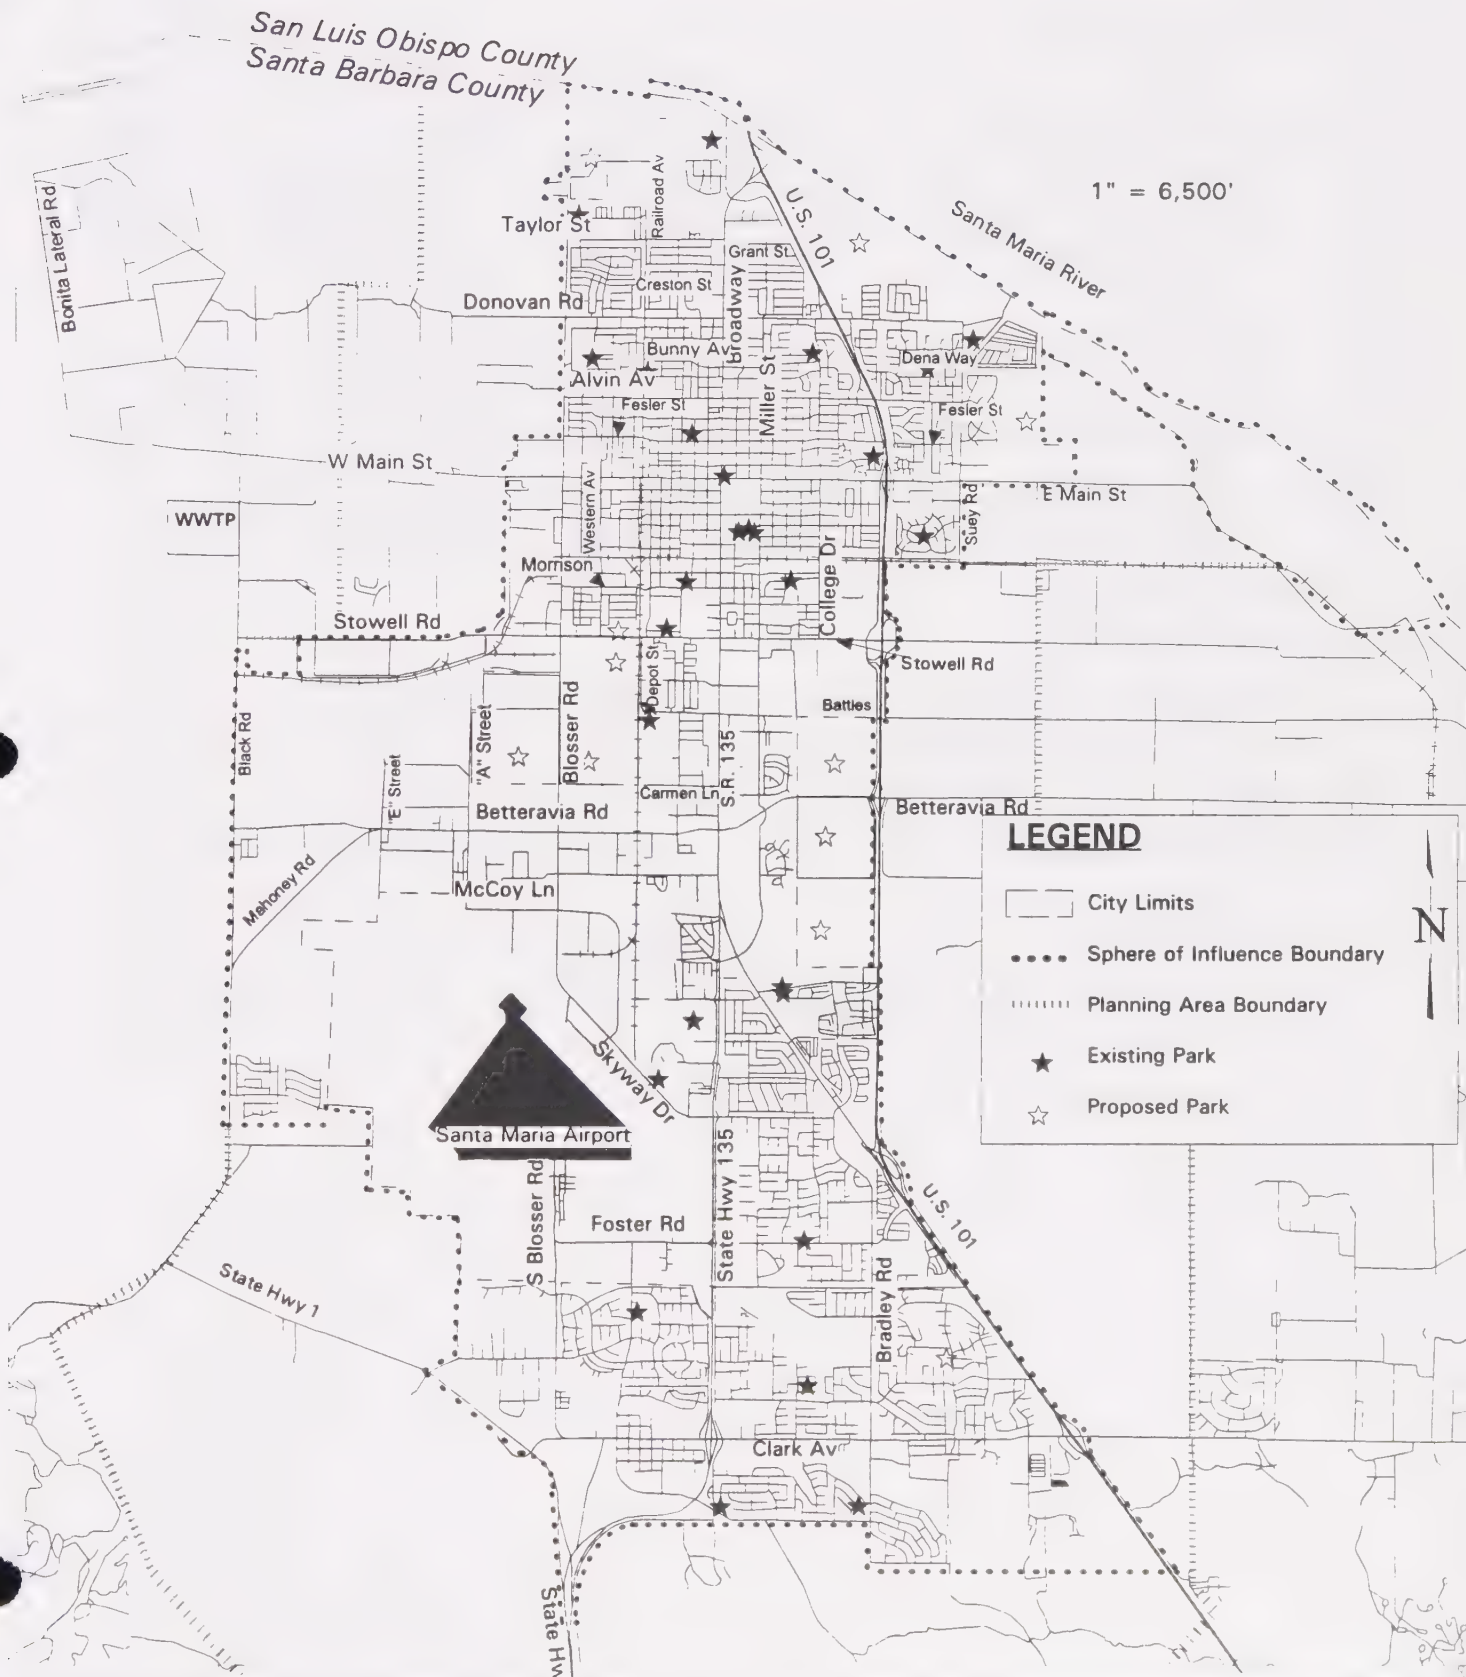 San Luis Obispo County
Santa Barbara County
1" = 6,500'
Bonita Lateral Rd
Railroad Av
U.S. 101
Santa Maria River
Taylor St
Grant St
Creston St
Donovan Rd
Broadway
Bunny Av
Dena Way
Alvin Av
Miller St
Fesler St
Fesler St
W Main St
E Main St
WWTP
Western Av
Suey Rd
Morrison
College Dr
Stowell Rd
Stowell Rd
Depot St
Blosser Rd
Battles
Black Rd
"A" Street
S.R. 135
"E" Street
Carmen Ln
Betteravia Rd
Betteravia Rd
LEGEND
Mahoney Rd
McCoy Ln
City Limits
N
Sphere of Influence Boundary
Planning Area Boundary
Existing Park
Proposed Park
Skyway Dr
Santa Maria Airport
State Hwy 135
S Blosser Rd
U.S. 101
Foster Rd
State Hwy 1
Bradley Rd
Clark Av
State Hw